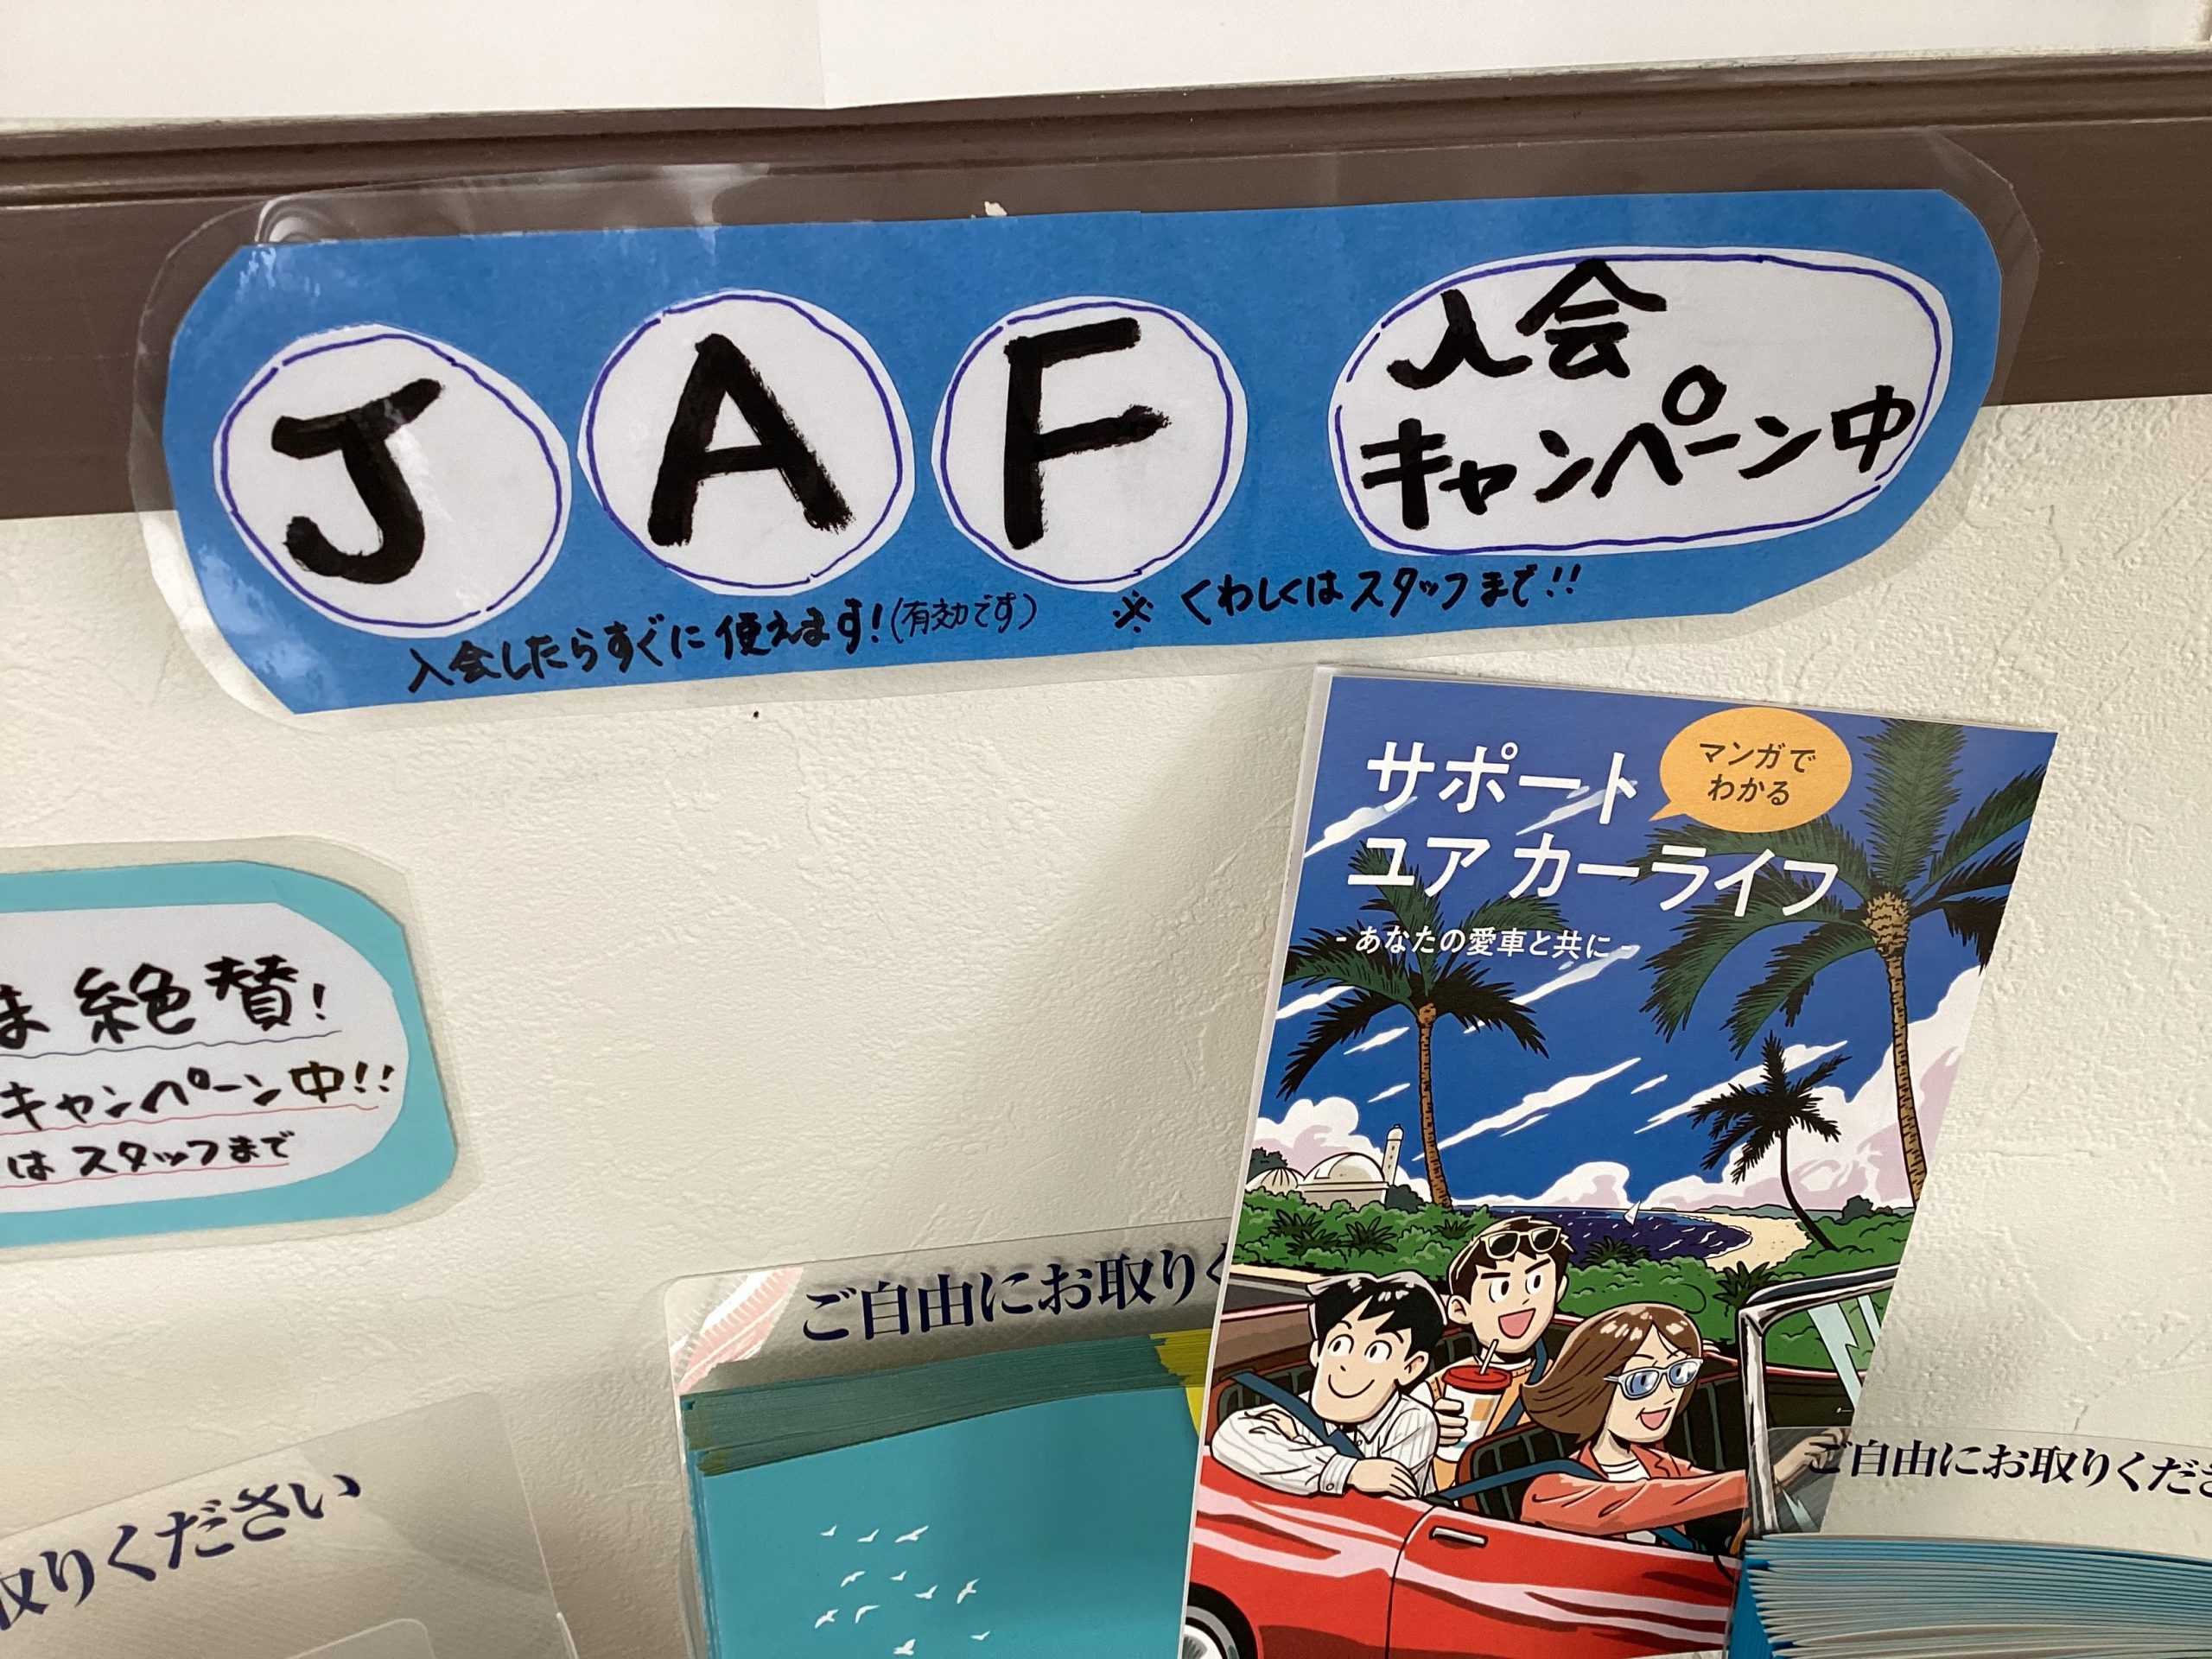 JAF
入会
キャンペーン中
入会したらすぐに使えます!(有効です) ※くわしくはスタッフまで!!
マンガで
わかる
サポート
ユア カーライフ
- あなたの愛車と共に -
ま 絶賛!
キャンペーン中!!
は スタッフまで
ご自由にお取りく
ご自由にお取りくださ
取りください